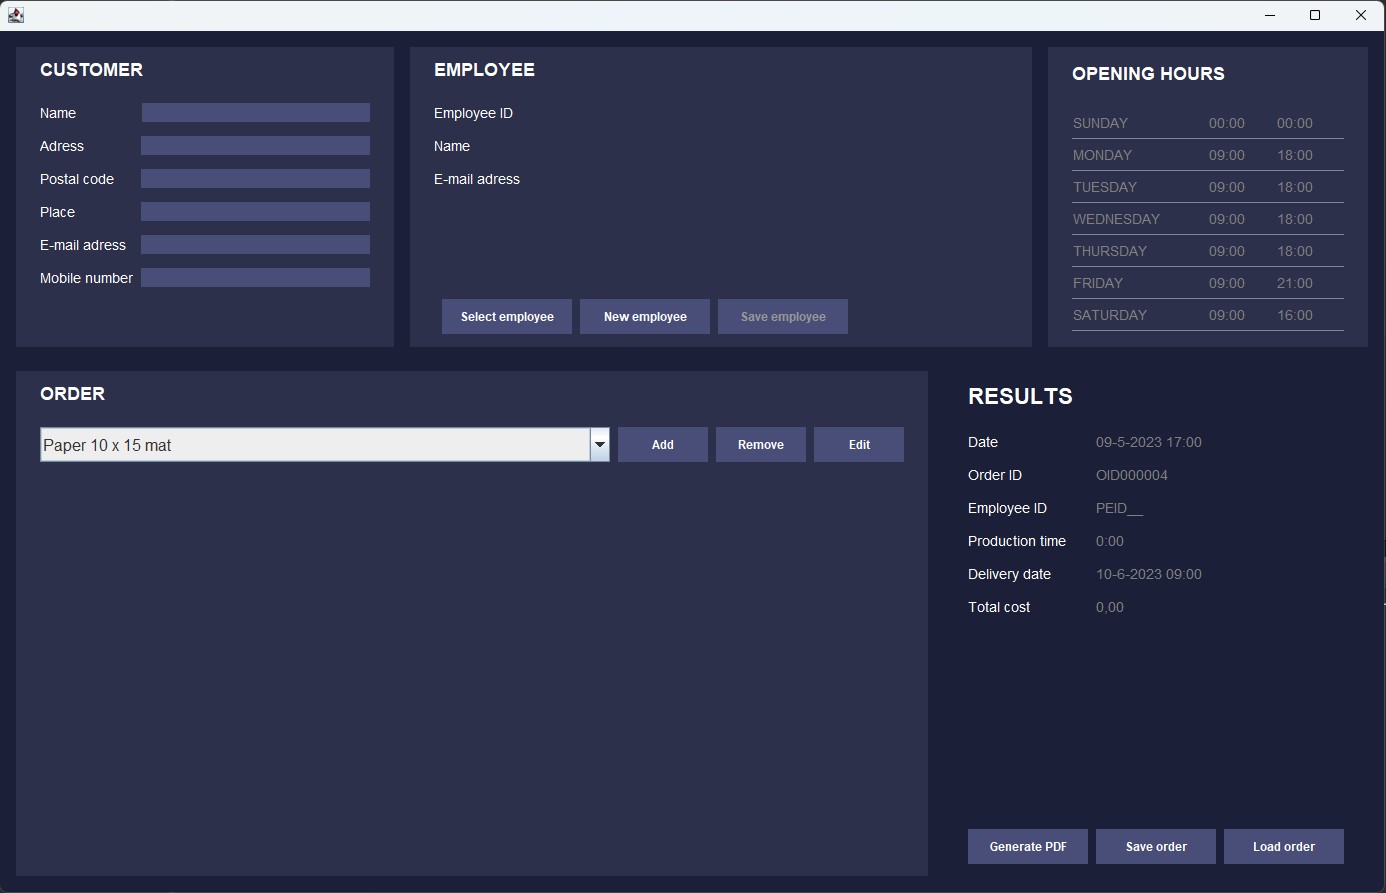 CUSTOMER
Name
Adress
Postal code
Place
E-mail adress
Mobile number
EMPLOYEE
Employee ID
Name
E-mail adress
Select employee New employee Save employee
OPENING HOURS
SUNDAY 00:00 00:00
MONDAY 09:00 18:00
TUESDAY 09:00 18:00
WEDNESDAY 09:00 18:00
THURSDAY 09:00 18:00
FRIDAY 09:00 21:00
SATURDAY 09:00 16:00
ORDER
Paper 10 x 15 mat Add Remove Edit
RESULTS
Date 09-5-2023 17:00
Order ID OID000004
Employee ID PEID__
Production time 0:00
Delivery date 10-6-2023 09:00
Total cost 0,00
Generate PDF Save order Load order